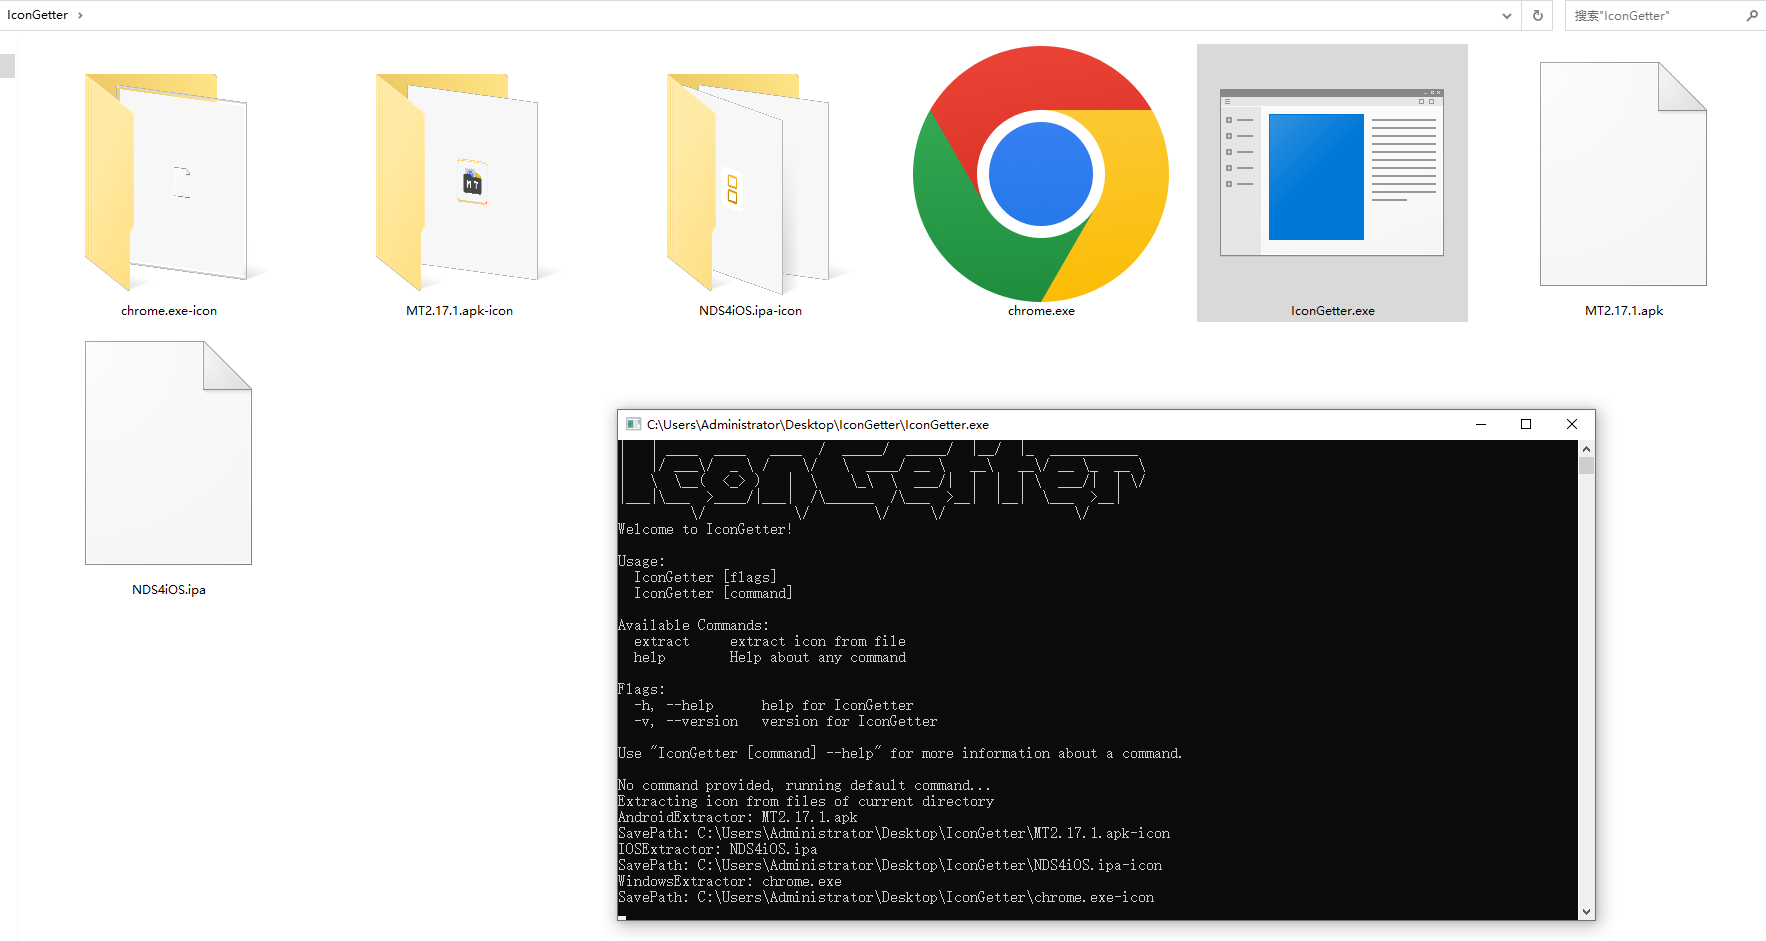 IconGetter
搜索"IconGetter"
chrome.exe-icon
MT2.17.1.apk-icon
NDS4iOS.ipa-icon
chrome.exe
IconGetter.exe
MT2.17.1.apk
NDS4iOS.ipa
C:\Users\Administrator\Desktop\IconGetter\IconGetter.exe
IconGetter
Welcome to IconGetter!
Usage:
IconGetter [flags]
IconGetter [command]
Available Commands:
extract     extract icon from file
help        Help about any command
Flags:
-h, --help      help for IconGetter
-v, --version   version for IconGetter
Use "IconGetter [command] --help" for more information about a command.
No command provided, running default command...
Extracting icon from files of current directory
AndroidExtractor: MT2.17.1.apk
SavePath: C:\Users\Administrator\Desktop\IconGetter\MT2.17.1.apk-icon
IOSExtractor: NDS4iOS.ipa
SavePath: C:\Users\Administrator\Desktop\IconGetter\NDS4iOS.ipa-icon
WindowsExtractor: chrome.exe
SavePath: C:\Users\Administrator\Desktop\IconGetter\chrome.exe-icon